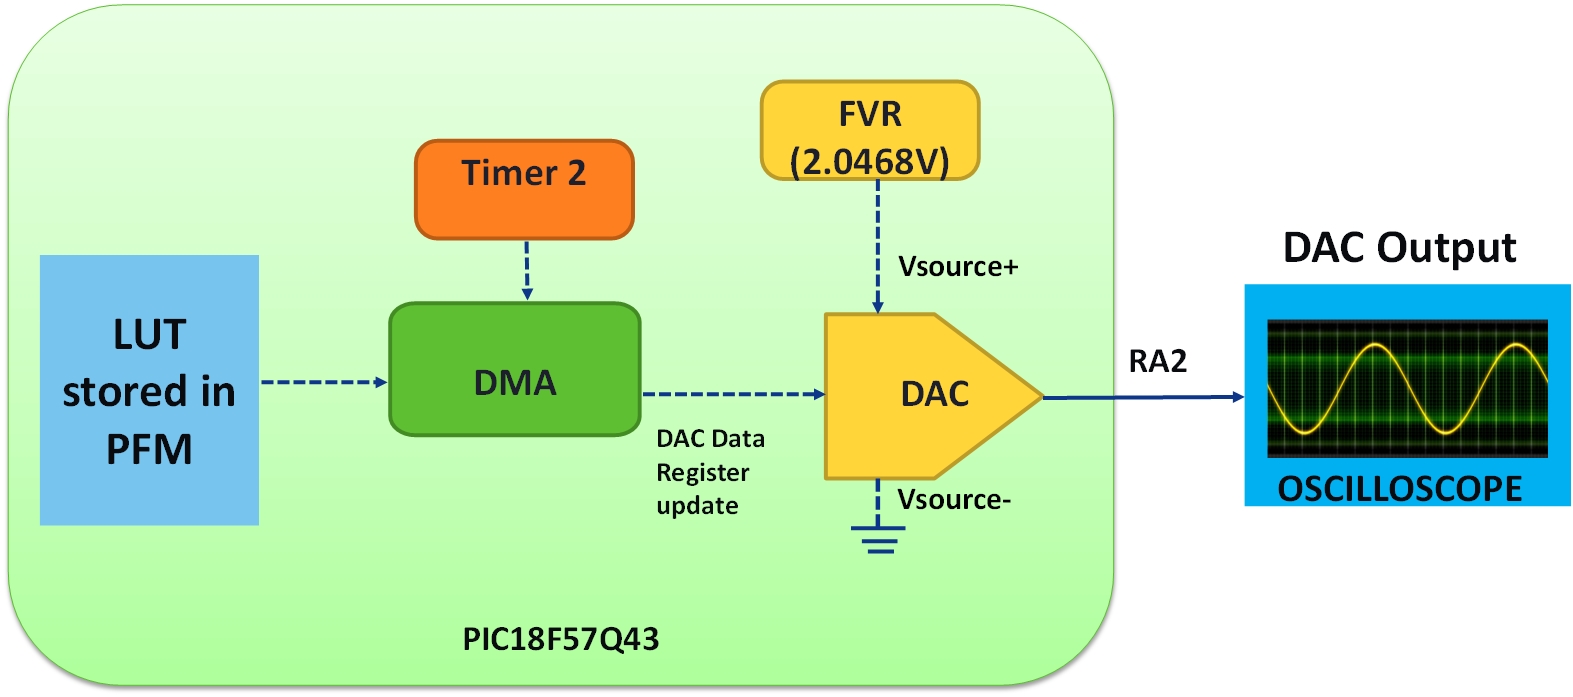 FVR
(2.0468V)
Timer 2
Vsource+
DAC Output
LUT
stored in
PFM
DMA
DAC
RA2
DAC Data
Register
update
Vsource-
OSCILLOSCOPE
PIC18F57Q43